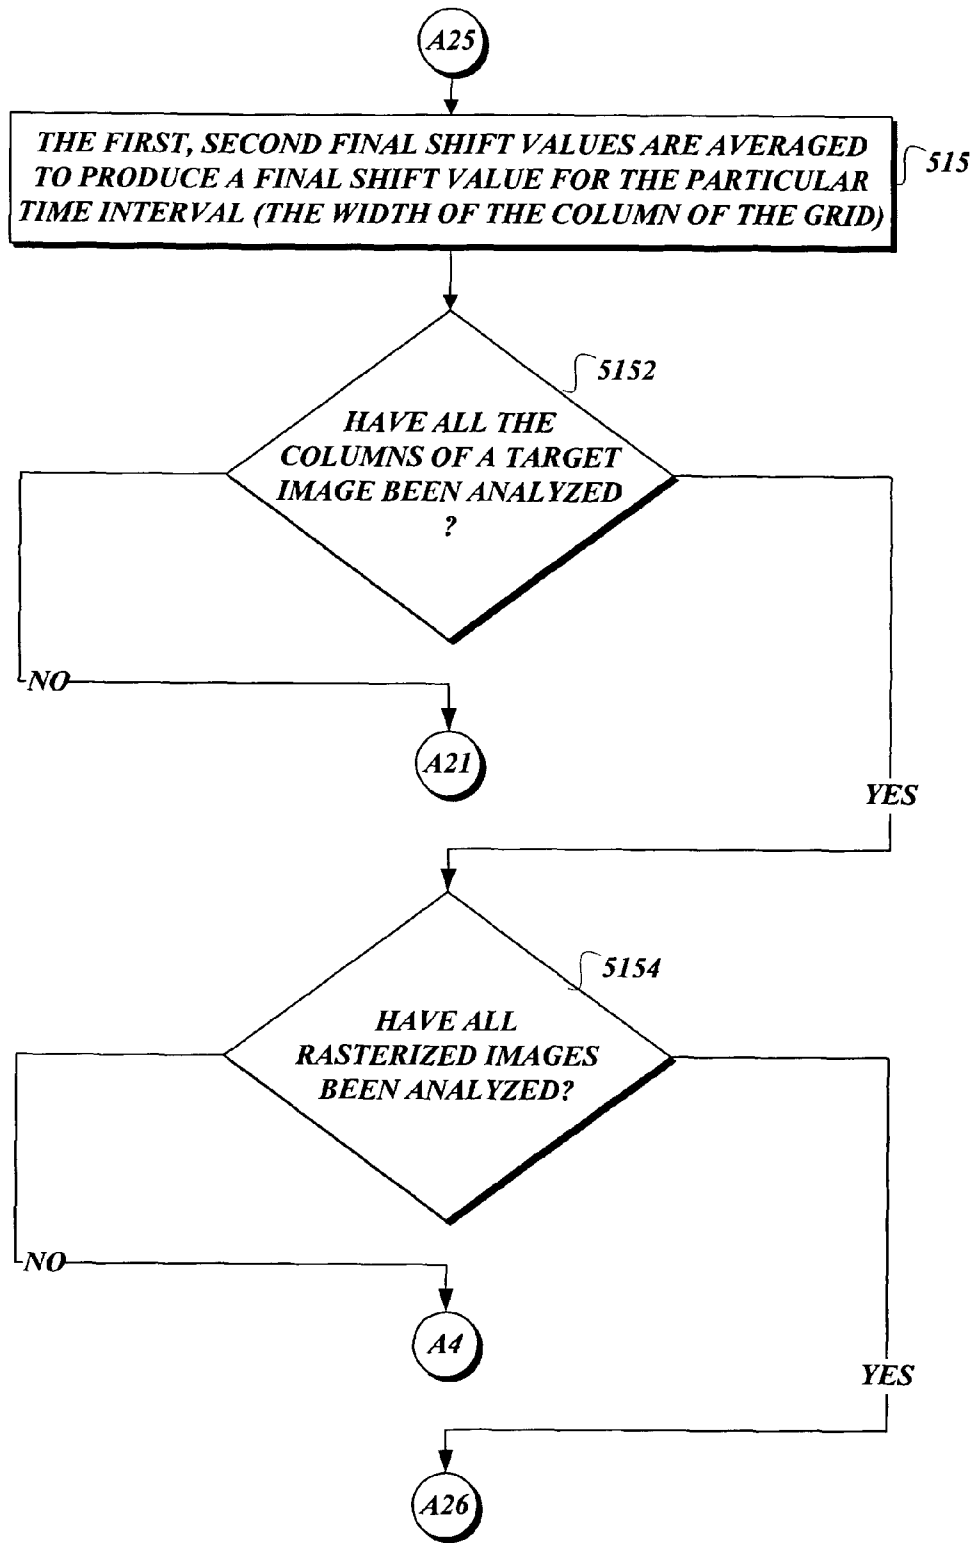 A25
THE FIRST, SECOND FINAL SHIFT VALUES ARE AVERAGED
TO PRODUCE A FINAL SHIFT VALUE FOR THE PARTICULAR
TIME INTERVAL (THE WIDTH OF THE COLUMN OF THE GRID)
515
5152
HAVE ALL THE
COLUMNS OF A TARGET
IMAGE BEEN ANALYZED
?
NO
A21
YES
5154
HAVE ALL
RASTERIZED IMAGES
BEEN ANALYZED?
NO
A4
YES
A26